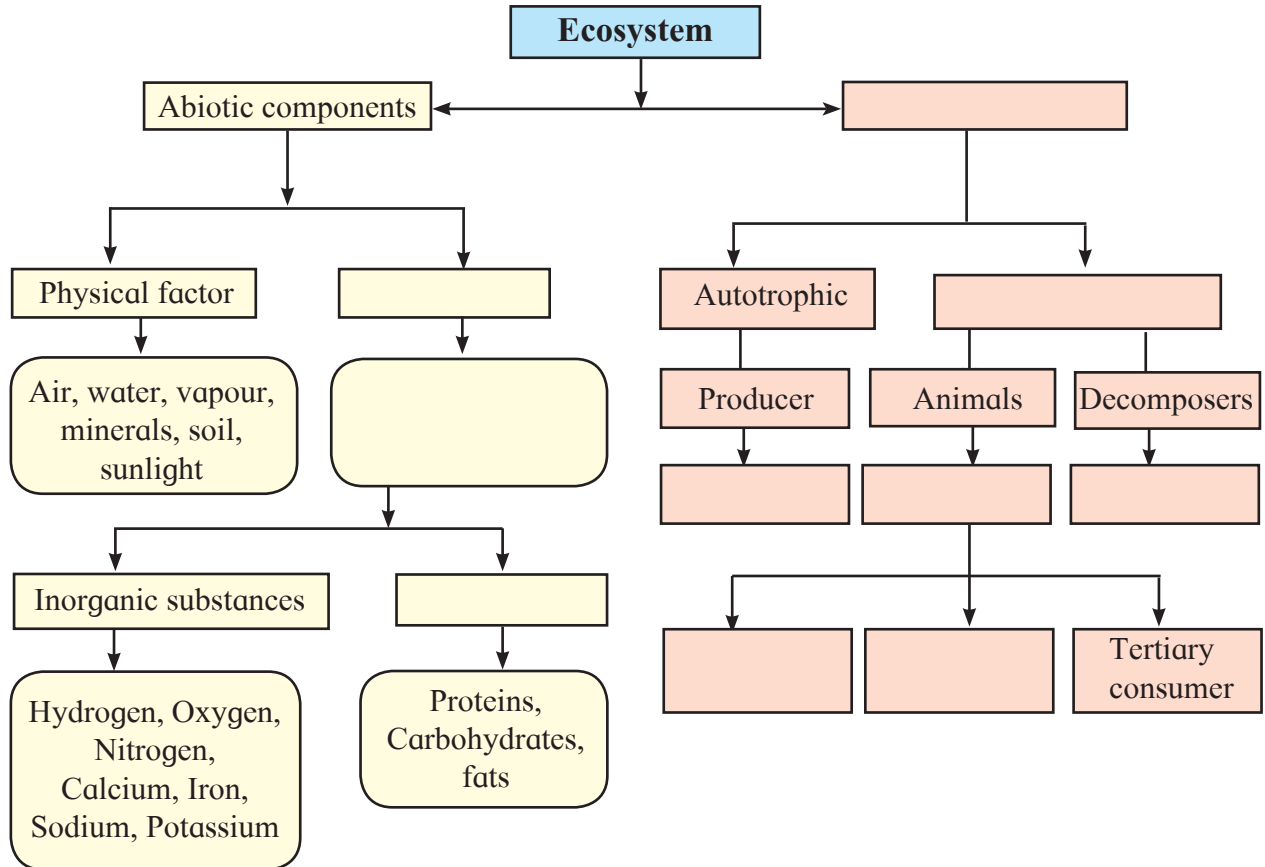 Ecosystem
Abiotic components
Physical factor
Autotrophic
Air, water, vapour,
minerals, soil,
sunlight
Producer
Animals
Decomposers
Inorganic substances
Tertiary
consumer
Hydrogen, Oxygen,
Nitrogen,
Calcium, Iron,
Sodium, Potassium
Proteins,
Carbohydrates,
fats